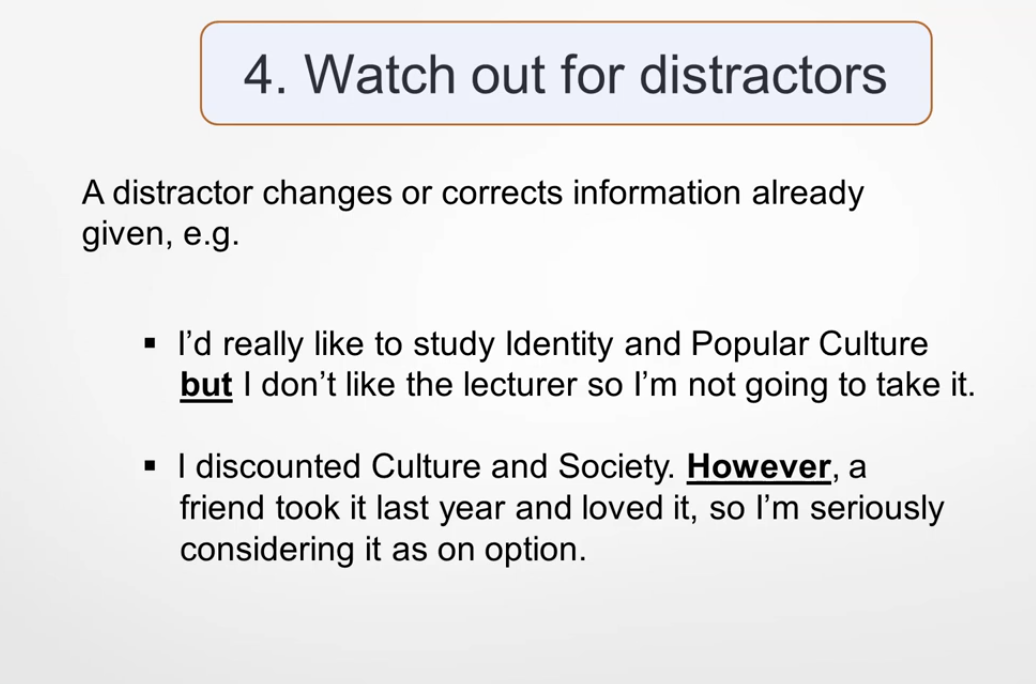 4. Watch out for distractors
A distractor changes or corrects information already
given, e.g.
▪ I'd really like to study Identity and Popular Culture
but I don't like the lecturer so I'm not going to take it.
▪ I discounted Culture and Society. However, a
friend took it last year and loved it, so I'm seriously
considering it as on option.